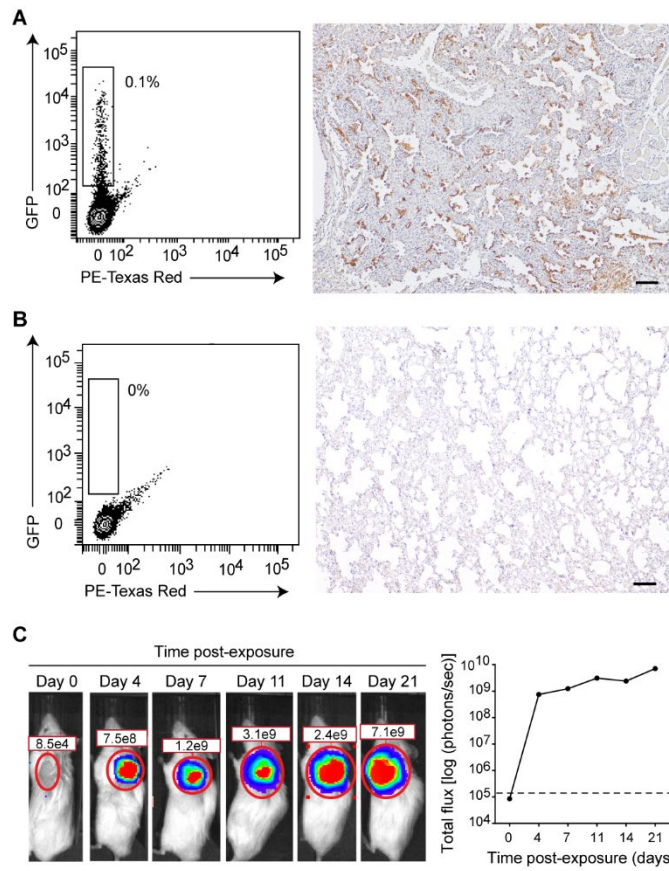 A
GFP
10^5
10^4
10^3
10^2
0
0.1%
0 10^2 10^3 10^4 10^5
PE-Texas Red
B
GFP
10^5
10^4
10^3
10^2
0
0%
0 10^2 10^3 10^4 10^5
PE-Texas Red
C
Time post-exposure
Day 0 Day 4 Day 7 Day 11 Day 14 Day 21
8.5e4 7.5e8 1.2e9 3.1e9 2.4e9 7.1e9
Total flux [log (photons/sec)]
10^10
10^9
10^8
10^7
10^6
10^5
10^4
0 4 7 11 14 21
Time post-exposure (days)